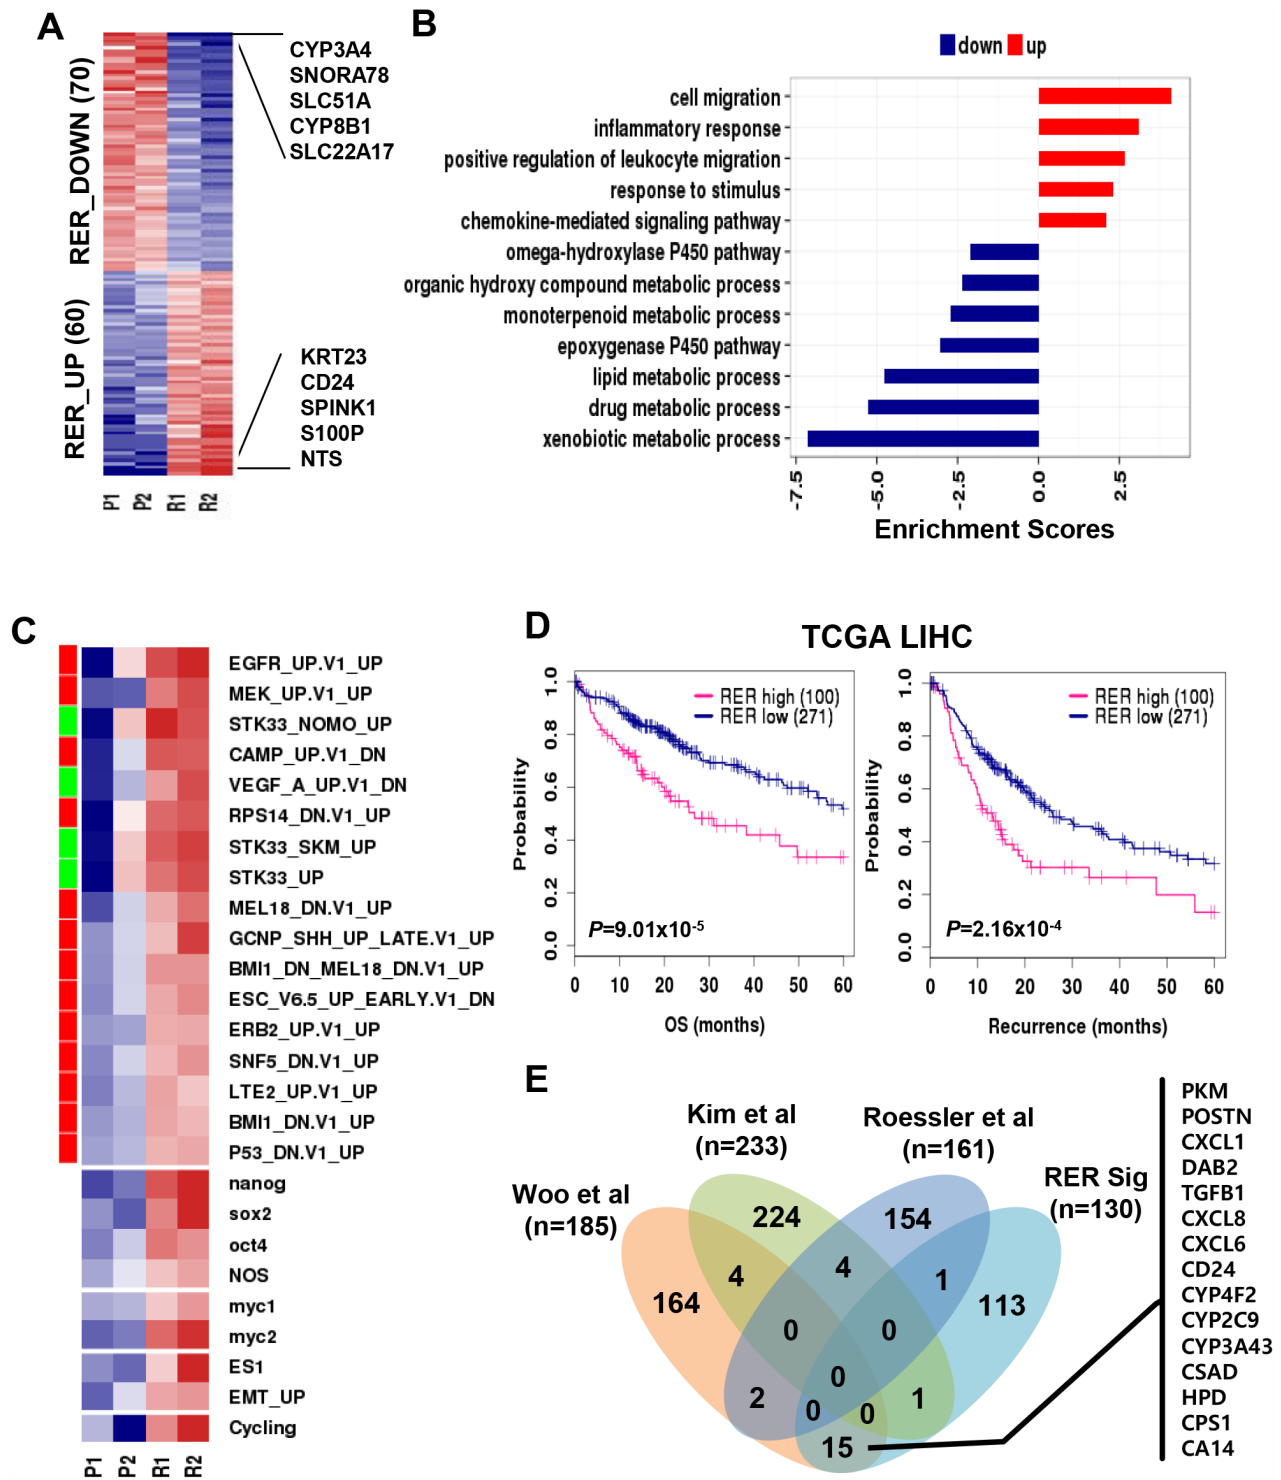 A
RER_DOWN (70)
RER_UP (60)
CYP3A4
SNORA78
SLC51A
CYP8B1
SLC22A17
KRT23
CD24
SPINK1
S100P
NTS
P1 P2 R1 R2
B
down up
cell migration
inflammatory response
positive regulation of leukocyte migration
response to stimulus
chemokine-mediated signaling pathway
omega-hydroxylase P450 pathway
organic hydroxy compound metabolic process
monoterpenoid metabolic process
epoxygenase P450 pathway
lipid metabolic process
drug metabolic process
xenobiotic metabolic process
-7.5 -5.0 -2.5 0.0 2.5
Enrichment Scores
C
EGFR_UP.V1_UP
MEK_UP.V1_UP
STK33_NOMO_UP
CAMP_UP.V1_DN
VEGF_A_UP.V1_DN
RPS14_DN.V1_UP
STK33_SKM_UP
STK33_UP
MEL18_DN.V1_UP
GCNP_SHH_UP_LATE.V1_UP
BMI1_DN_MEL18_DN.V1_UP
ESC_V6.5_UP_EARLY.V1_DN
ERB2_UP.V1_UP
SNF5_DN.V1_UP
LTE2_UP.V1_UP
BMI1_DN.V1_UP
P53_DN.V1_UP
nanog
sox2
oct4
NOS
myc1
myc2
ES1
EMT_UP
Cycling
P1 P2 R1 R2
D
TCGA LIHC
Probability
1.0
0.8
0.6
0.4
0.2
0.0
RER high (100)
RER low (271)
P=9.01x10-5
0 10 20 30 40 50 60
OS (months)
Probability
1.0
0.8
0.6
0.4
0.2
0.0
RER high (100)
RER low (271)
P=2.16x10-4
0 10 20 30 40 50 60
Recurrence (months)
E
Woo et al
(n=185)
Kim et al
(n=233)
Roessler et al
(n=161)
RER Sig
(n=130)
224
154
4
4
1
164
113
0
0
0
2
0
0
1
15
PKM
POSTN
CXCL1
DAB2
TGFB1
CXCL8
CXCL6
CD24
CYP4F2
CYP2C9
CYP3A43
CSAD
HPD
CPS1
CA14